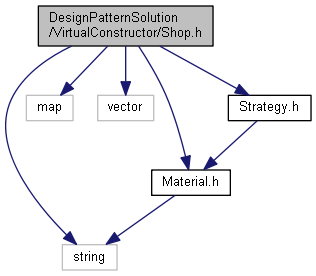 DesignPatternSolution
/VirtualConstructor/Shop.h
map
vector
Strategy.h
Material.h
string